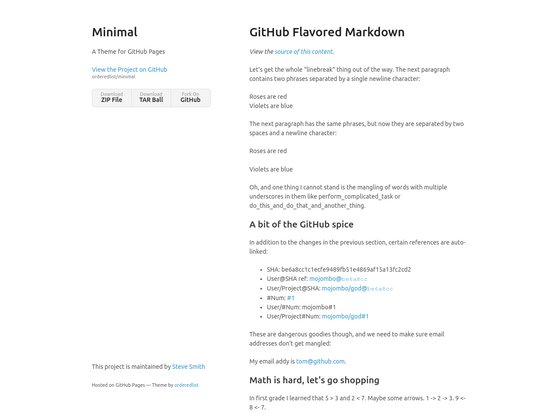 Minimal
A Theme for GitHub Pages
View the Project on GitHub
orderedlist/minimal
Download
ZIP File
Download
TAR Ball
Fork On
GitHub
This project is maintained by Steve Smith
Hosted on GitHub Pages — Theme by orderedlist
GitHub Flavored Markdown
View the source of this content.
Let's get the whole "linebreak" thing out of the way. The next paragraph
contains two phrases separated by a single newline character:
Roses are red
Violets are blue
The next paragraph has the same phrases, but now they are separated by two
spaces and a newline character:
Roses are red
Violets are blue
Oh, and one thing I cannot stand is the mangling of words with multiple
underscores in them like perform_complicated_task or
do_this_and_do_that_and_another_thing.
A bit of the GitHub spice
In addition to the changes in the previous section, certain references are auto-
linked:
SHA: be6a8cc1c1ecfe9489fb51e4869af15a13fc2cd2
User@SHA ref: mojombo@be6a8cc
User/Project@SHA: mojombo/god@be6a8cc
#Num: #1
User/#Num: mojombo#1
User/Project#Num: mojombo/god#1
These are dangerous goodies though, and we need to make sure email
addresses don't get mangled:
My email addy is tom@github.com.
Math is hard, let's go shopping
In first grade I learned that 5 > 3 and 2 < 7. Maybe some arrows. 1 -> 2 -> 3. 9 <-
8 <- 7.